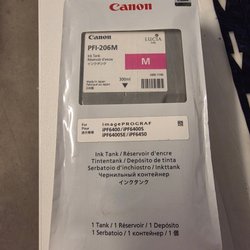 Canon
Canon
LUCIA
PFI-206M
M
Ink Tank
Réservoir d'encre
インクタンク
300ml
For
Pour
imagePROGRAF
iPF6400/iPF6400S
iPF6400SE/iPF6450
Ink Tank / Réservoir d'encre
Tintentank / Depósito de tinta
Serbatoio d'inchiostro / Inkttank
Чернильный контейнер
インクタンク
1 Tank / 1 Réservoir / 1 Depósito
1 Serbatoio / 1 контейнер / 1 個